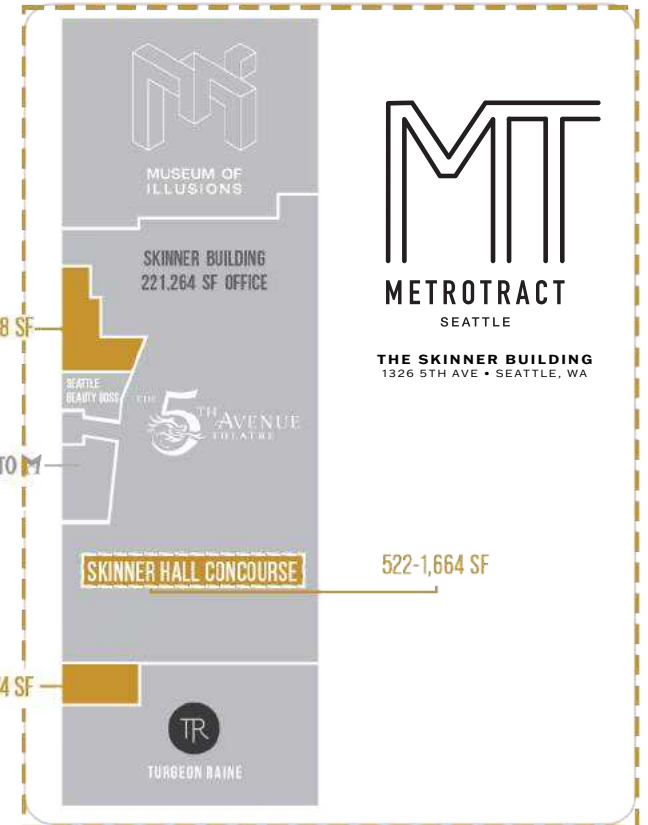 MUSEUM OF
ILLUSIONS
SKINNER BUILDING
221,264 SF OFFICE
8 SF
SEATTLE
BEAUTY BOSS
THE 5TH AVENUE
THEATRE
TO M
SKINNER HALL CONCOURSE
522-1,664 SF
4 SF
TR
TURGEON RAINE
MT
METROTRACT
SEATTLE
THE SKINNER BUILDING
1326 5TH AVE • SEATTLE, WA